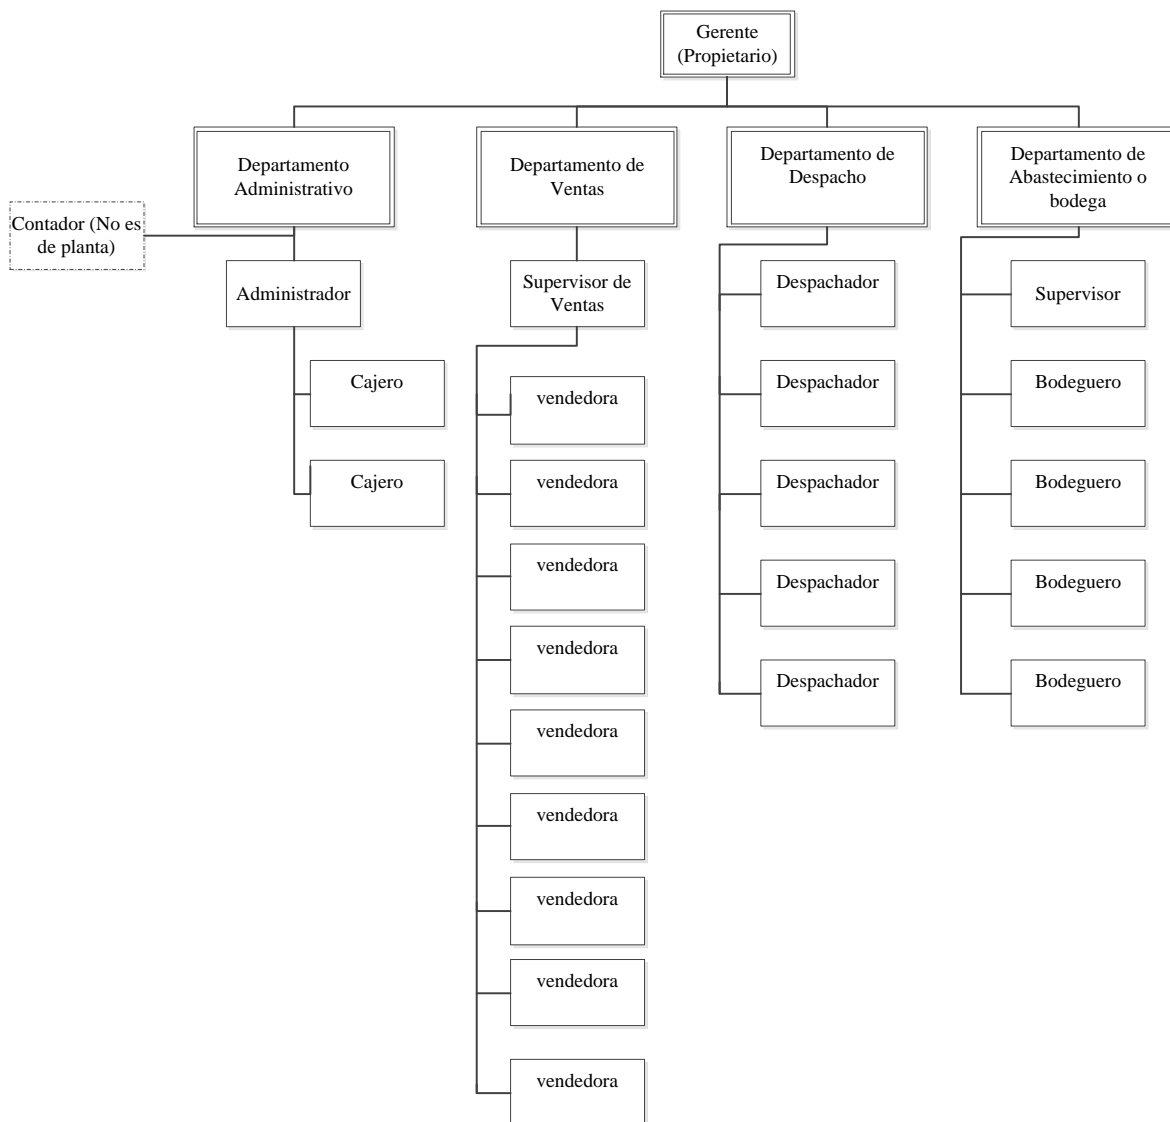 Gerente
(Propietario)
Departamento
Administrativo
Departamento de
Ventas
Departamento de
Despacho
Departamento de
Abastecimiento o
bodega
Contador (No es
de planta)
Administrador
Supervisor de
Ventas
Despachador
Supervisor
Cajero
vendedora
Despachador
Bodeguero
Cajero
vendedora
Despachador
Bodeguero
vendedora
Despachador
Bodeguero
vendedora
Despachador
Bodeguero
vendedora
vendedora
vendedora
vendedora
vendedora